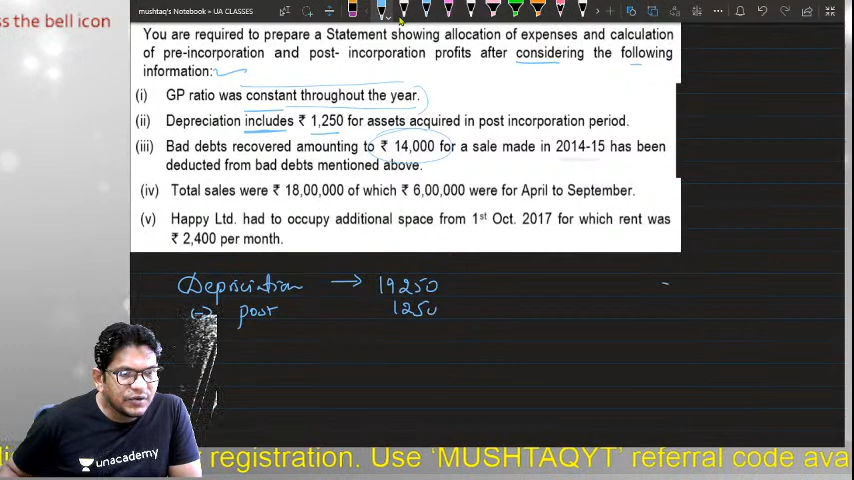 mushtaq's Notebook » UA CLASSES
ss the bell icon
You are required to prepare a Statement showing allocation of expenses and calculation
of pre-incorporation and post- incorporation profits after considering the following
information:
(i) GP ratio was constant throughout the year.
(ii) Depreciation includes ₹ 1,250 for assets acquired in post incorporation period.
(iii) Bad debts recovered amounting to ₹ 14,000 for a sale made in 2014-15 has been
deducted from bad debts mentioned above.
(iv) Total sales were ₹ 18,00,000 of which ₹ 6,00,000 were for April to September.
(v) Happy Ltd. had to occupy additional space from 1st Oct. 2017 for which rent was
₹ 2,400 per month.
Depriciation → 19250
(-) post 1250
unacademy
registration. Use ‘MUSHTAQYT’ referral code ava